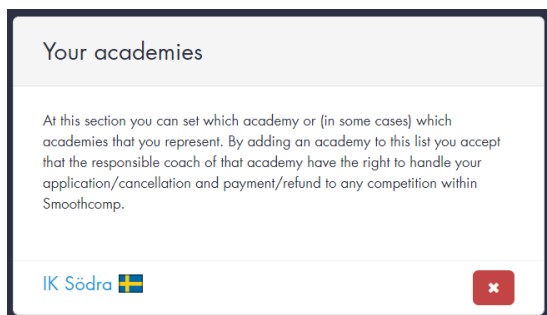 Your academies
At this section you can set which academy or (in some cases) which
academies that you represent. By adding an academy to this list you accept
that the responsible coach of that academy have the right to handle your
application/cancellation and payment/refund to any competition within
Smoothcomp.
IK Södra